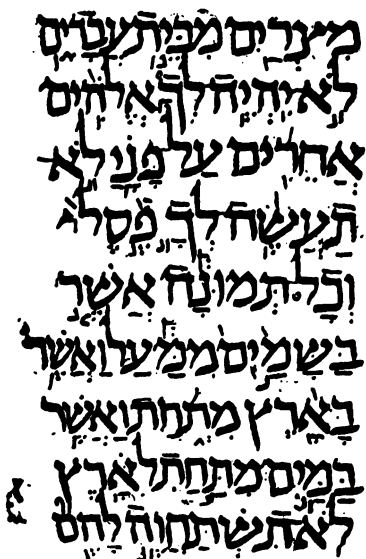 מצרים מבית עבדים
לא יהיה לך אלהים
אחרים על פני לא
תעשה לך פסל
וכל תמונה אשר
בשמים ממעל ואשר
בארץ מתחת ואשר
במים מתחת לארץ
לא תשתחוה להם